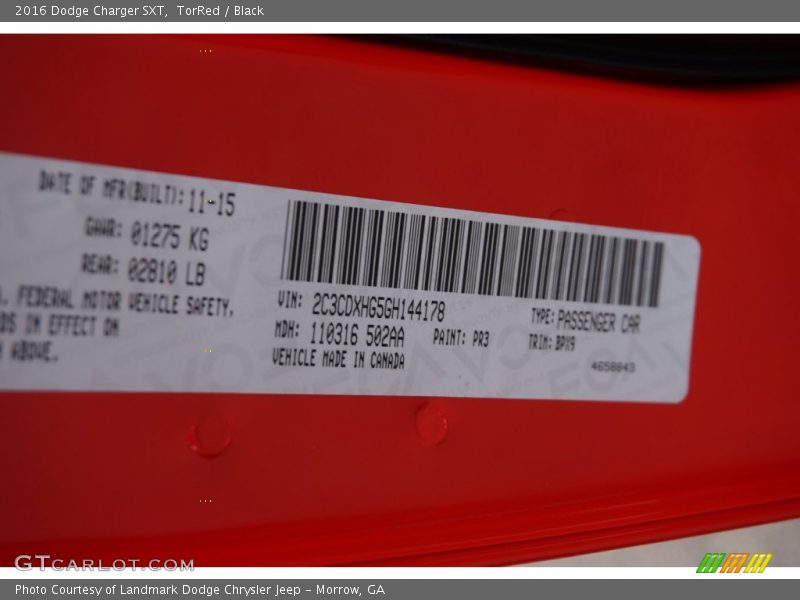 2016 Dodge Charger SXT, TorRed / Black
DATE OF MFR(BUILT): 11-15
GAWR: 01275 KG
REAR: 02810 LB
FEDERAL MOTOR VEHICLE SAFETY.
IN EFFECT ON
ABOVE.
VIN: 2C3CDXHG5GH144178
TYPE: PASSENGER CAR
MDH: 110316 502AA
PAINT: PR3
TRIM: BPX9
VEHICLE MADE IN CANADA
4658843
GTCARLOT.COM
Photo Courtesy of Landmark Dodge Chrysler Jeep – Morrow, GA